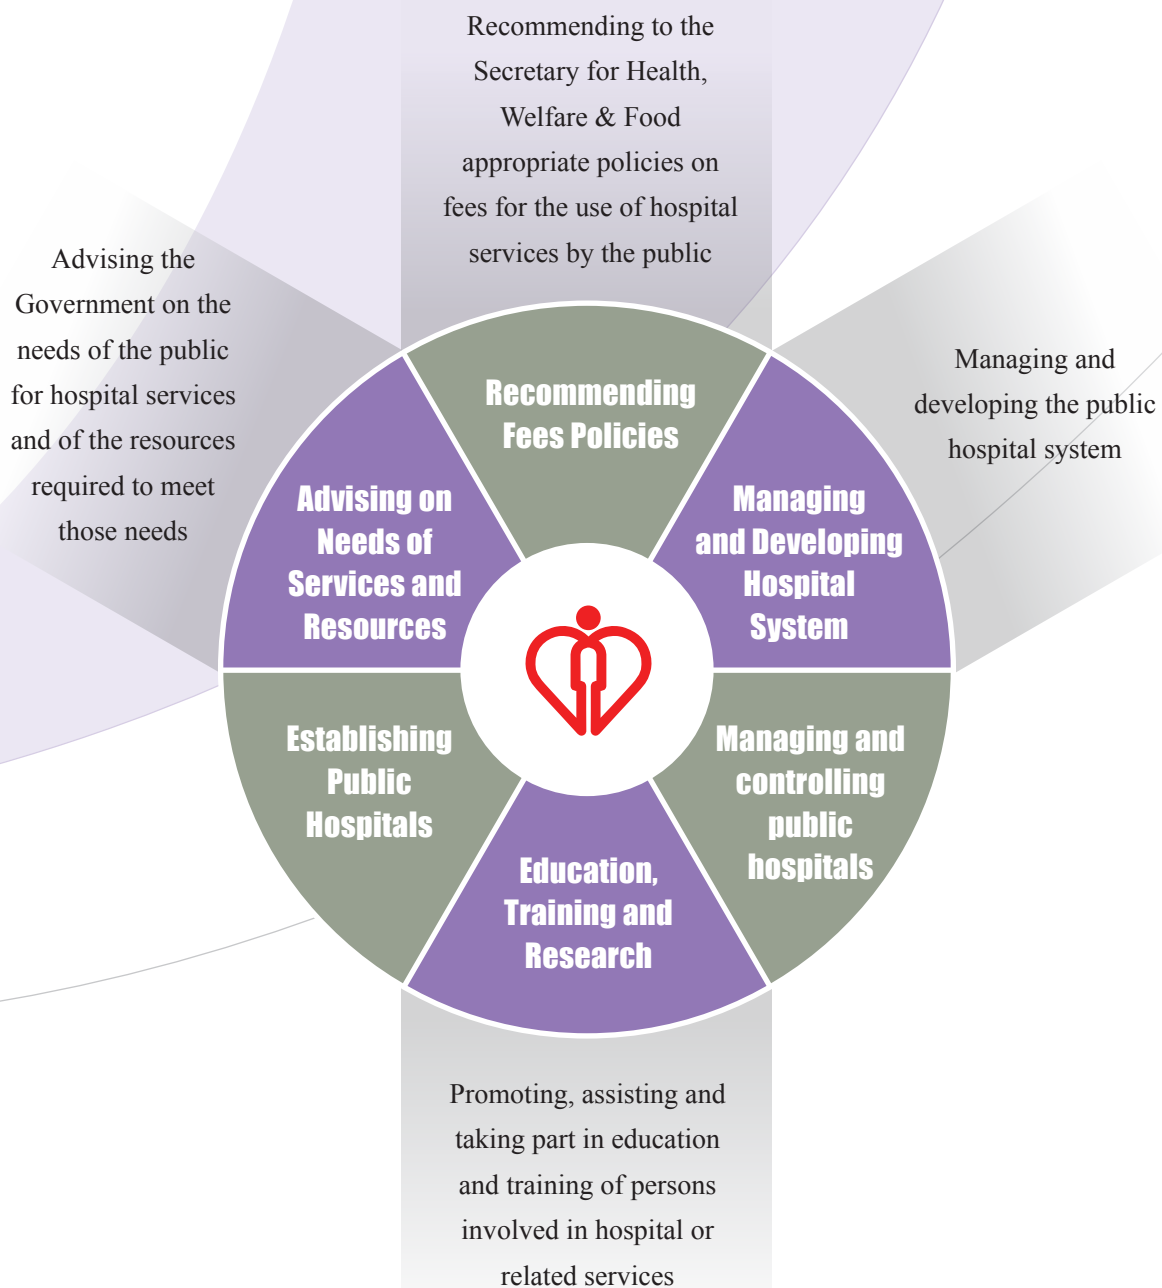 Recommending to the
Secretary for Health,
Welfare & Food
appropriate policies on
fees for the use of hospital
services by the public
Advising the
Government on the
needs of the public
for hospital services
and of the resources
required to meet
those needs
Managing and
developing the public
hospital system
Recommending
Fees Policies
Advising on
Needs of
Services and
Resources
Managing
and Developing
Hospital
System
Establishing
Public
Hospitals
Managing and
controlling
public
hospitals
Education,
Training and
Research
Promoting, assisting and
taking part in education
and training of persons
involved in hospital or
related services